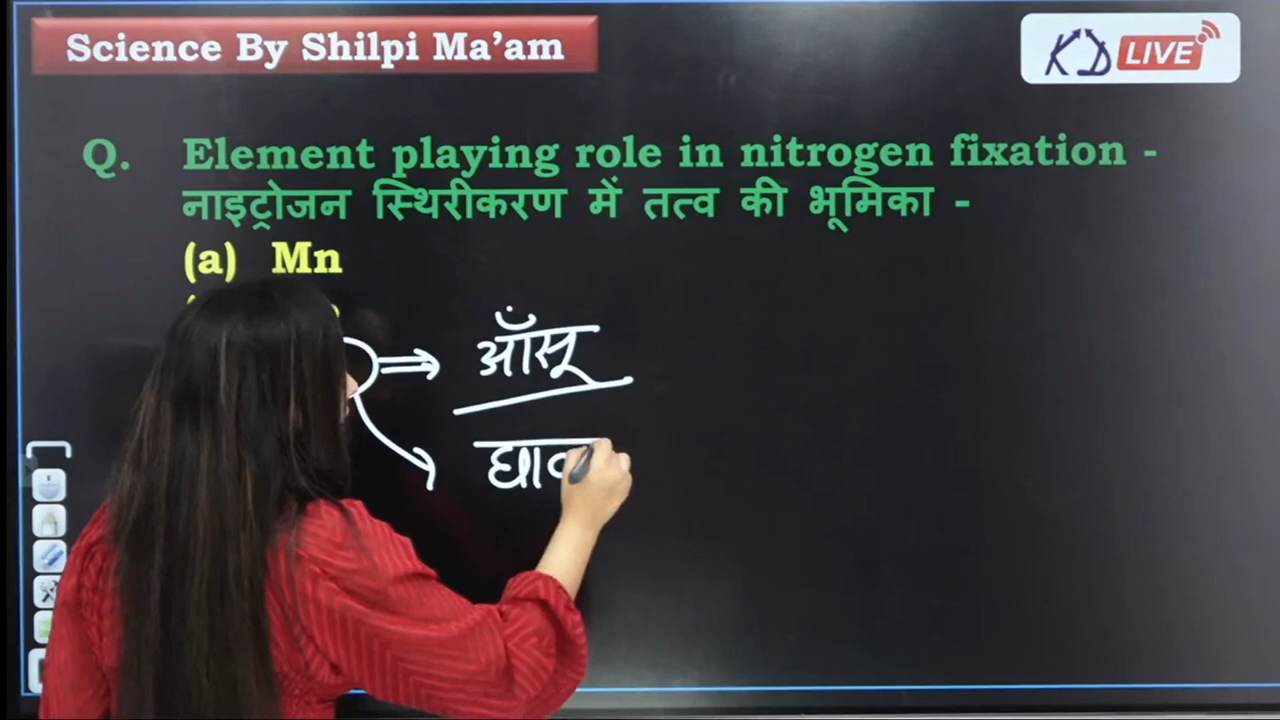 Science By Shilpi Ma'am
KD LIVE
Q. Element playing role in nitrogen fixation -
नाइट्रोजन स्थिरीकरण में तत्व की भूमिका -
(a) Mn
आँसू